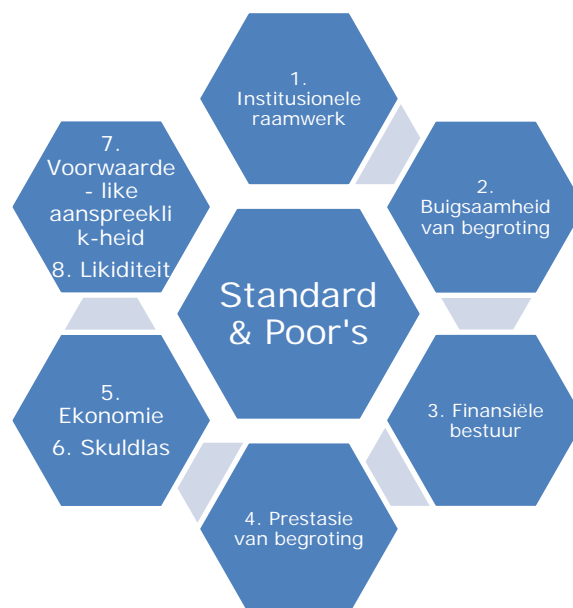 1.
Institusionele
raamwerk
2.
Buigsaamheid
van begroting
3. Finansiële
bestuur
4. Prestasie
van begroting
5.
Ekonomie
6. Skuldlas
7.
Voorwaarde
- like
aanspreekli
k-heid
8. Likiditeit
Standard
& Poor's